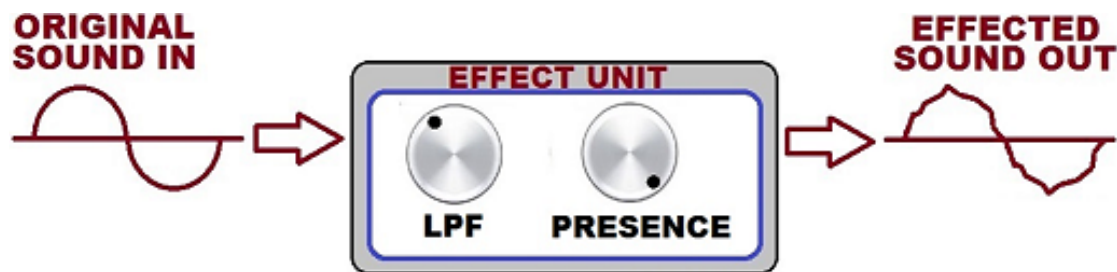 ORIGINAL
SOUND IN
EFFECT UNIT
LPF
PRESENCE
EFFECTED
SOUND OUT